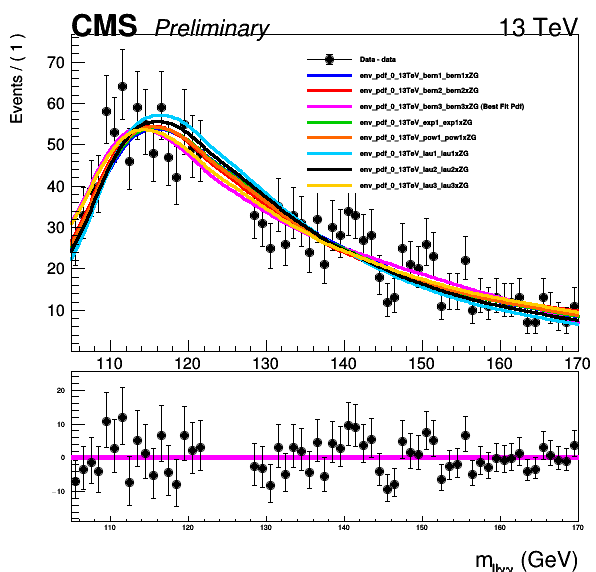 CMS Preliminary 13 TeV
Events / ( 1 )
70
60
50
40
30
20
10
Data - data
env_pdf_0_13TeV_bern1_bern1xZG
env_pdf_0_13TeV_bern2_bern2xZG
env_pdf_0_13TeV_bern3_bern3xZG (Best Fit Pdf)
env_pdf_0_13TeV_exp1_exp1xZG
env_pdf_0_13TeV_pow1_pow1xZG
env_pdf_0_13TeV_lau1_lau1xZG
env_pdf_0_13TeV_lau2_lau2xZG
env_pdf_0_13TeV_lau3_lau3xZG
110 120 130 140 150 160 170
20
10
0
-10
110 120 130 140 150 160 170
(GeV)